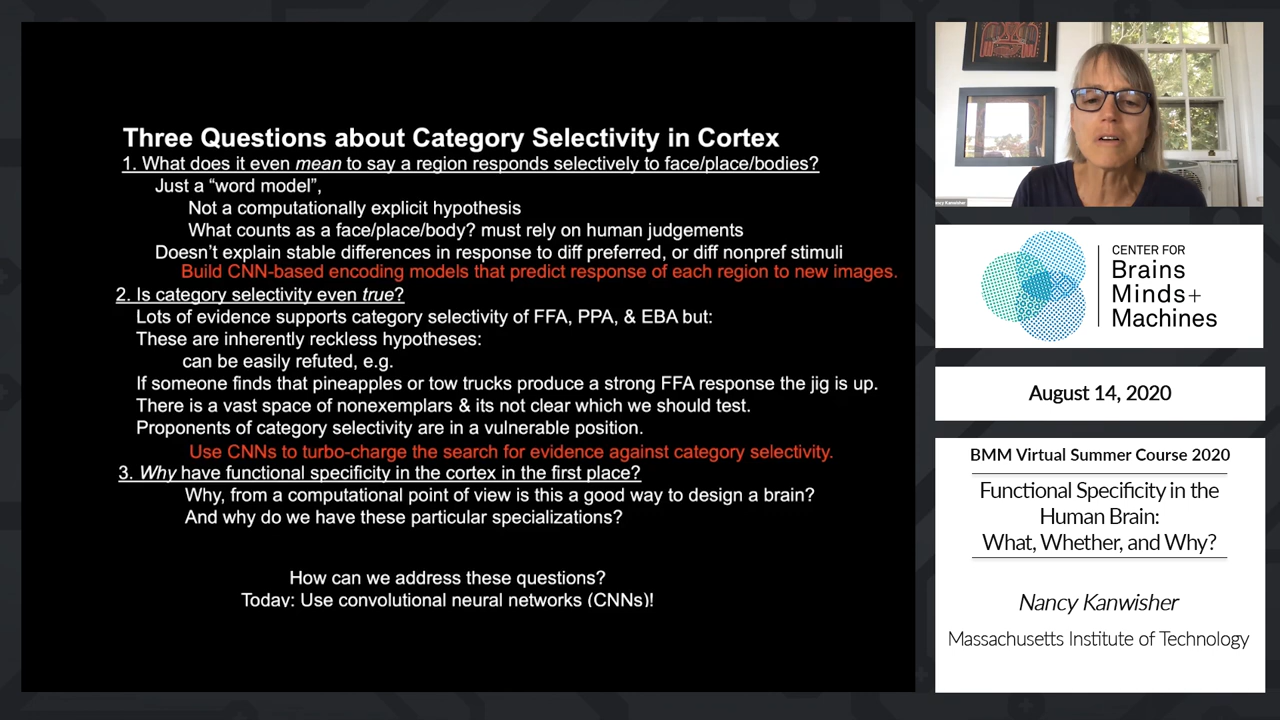 Three Questions about Category Selectivity in Cortex
1. What does it even mean to say a region responds selectively to face/place/bodies?
Just a “word model”,
Not a computationally explicit hypothesis
What counts as a face/place/body? must rely on human judgements
Doesn’t explain stable differences in response to diff preferred, or diff nonpref stimuli
Build CNN-based encoding models that predict response of each region to new images.
2. Is category selectivity even true?
Lots of evidence supports category selectivity of FFA, PPA, & EBA but:
These are inherently reckless hypotheses:
can be easily refuted, e.g.
If someone finds that pineapples or tow trucks produce a strong FFA response the jig is up.
There is a vast space of nonexemplars & its not clear which we should test.
Proponents of category selectivity are in a vulnerable position.
Use CNNs to turbo-charge the search for evidence against category selectivity.
3. Why have functional specificity in the cortex in the first place?
Why, from a computational point of view is this a good way to design a brain?
And why do we have these particular specializations?
How can we address these questions?
Today: Use convolutional neural networks (CNNs)!
Nancy Kanwisher
CENTER FOR
Brains
Minds+
Machines
August 14, 2020
BMM Virtual Summer Course 2020
Functional Specificity in the
Human Brain:
What, Whether, and Why?
Nancy Kanwisher
Massachusetts Institute of Technology